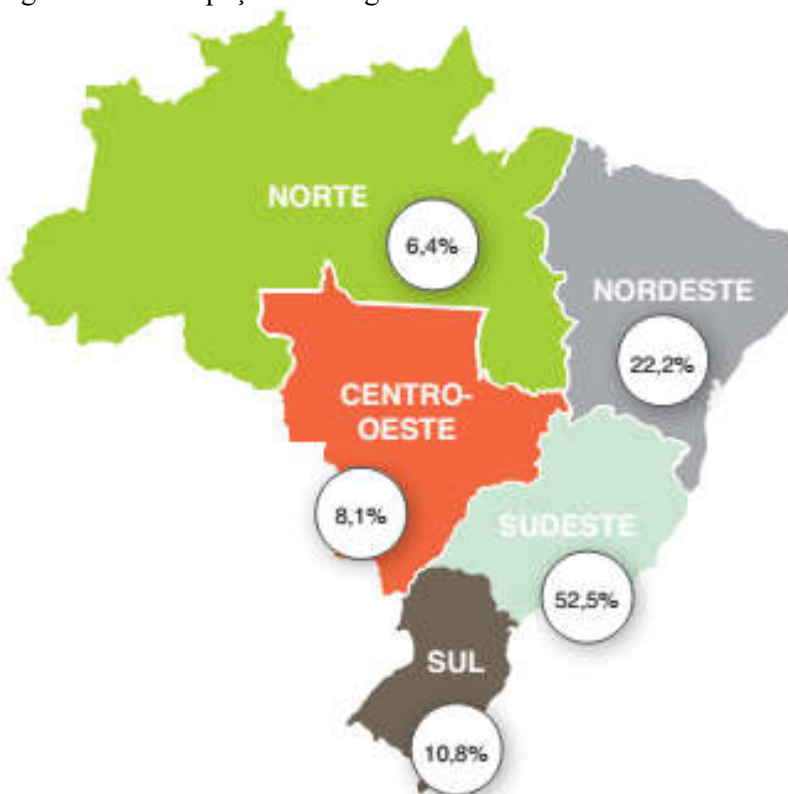 NORTE
6,4%
NORDESTE
22,2%
CENTRO-
OESTE
8,1%
SUDESTE
52,5%
SUL
10,8%